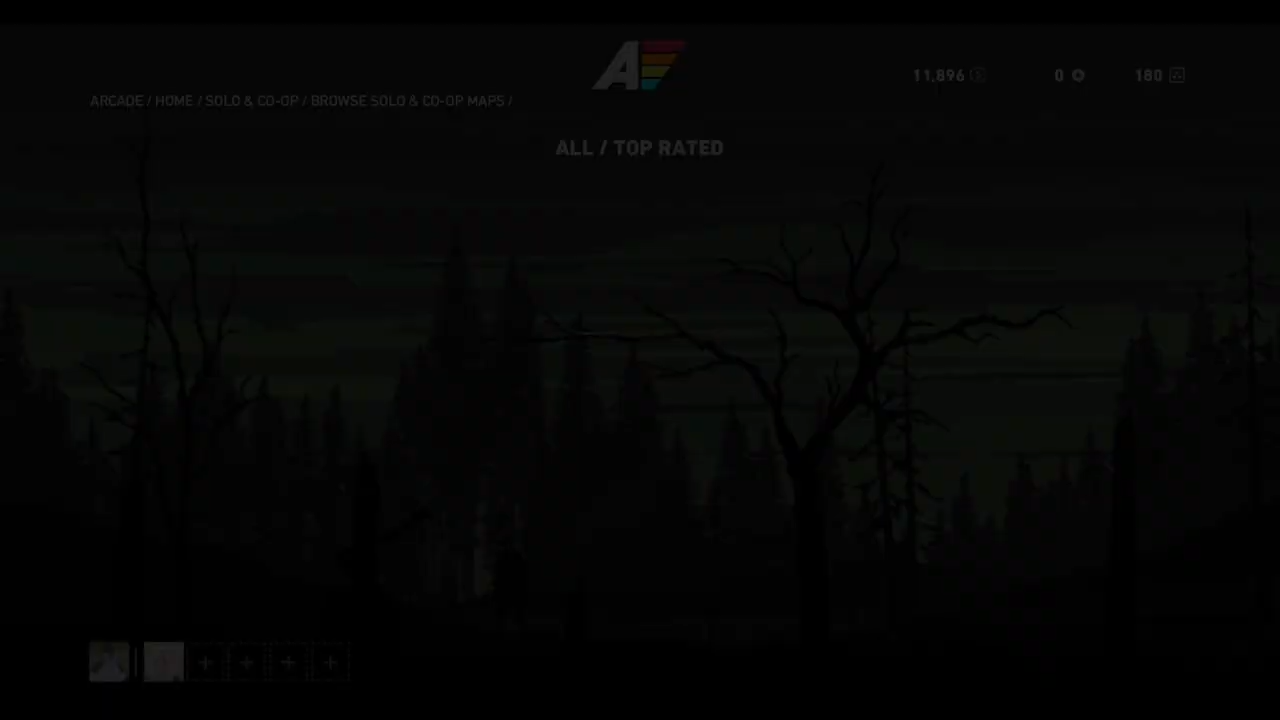 11,896
0
180
ARCADE / HOME / SOLO & CO-OP / BROWSE SOLO & CO-OP MAPS /
ALL / TOP RATED